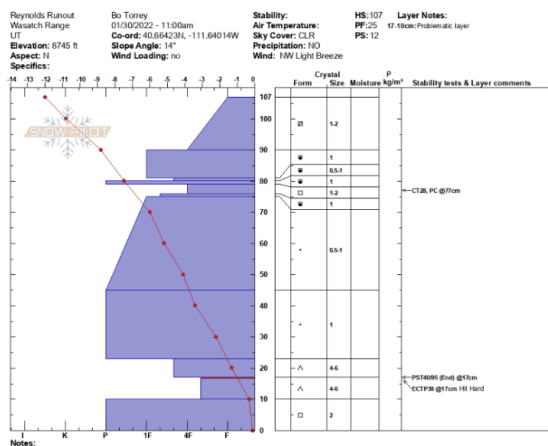 Reynolds Runout Bo Torrey Stability: HS:107 Layer Notes:
Wasatch Range 01/30/2022 - 11:00am Air Temperature: PF:25 17-10cm: Problematic layer
UT Co-ord: 40.66423N, -111.64014W Sky Cover: CLR PS:12
Elevation: 8745 ft Slope Angle: 14° Precipitation: NO
Aspect: N Wind Loading: no Wind: NW Light Breeze
Specifics:
Crystal ρ
-14 -13 -12 -11 -10 -9 -8 -7 -6 -5 -4 -3 -2 -1 0 Form Size Moisture kg/m³ Stability tests & Layer comments
107
100 1-2
SNOW PILOT
90
1
0.5-1
80 1
1-2 CT28, PC @77cm
1
70
60
0.5-1
50
40
30 1
20 4-6
PST40/95 (End) @17cm
4-6 ECTP30 @17cm Hit Hard
10
2
0
I K P 1F 4F F
Notes: